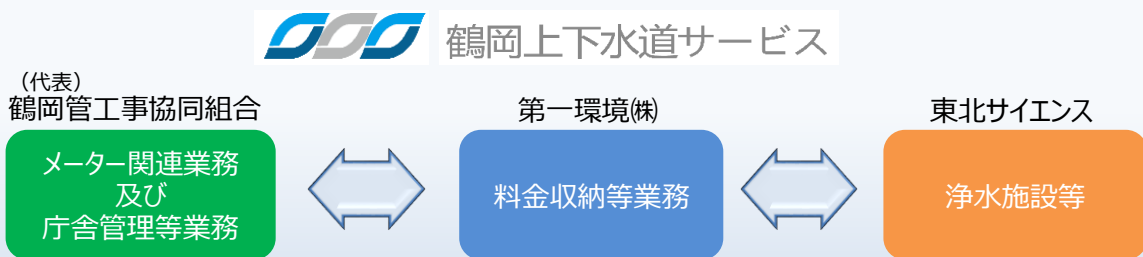 鶴岡上下水道サービス
（代表）
鶴岡管工事協同組合
第一環境㈱
東北サイエンス
メーター関連業務
及び
庁舎管理等業務
料金収納等業務
浄水施設等